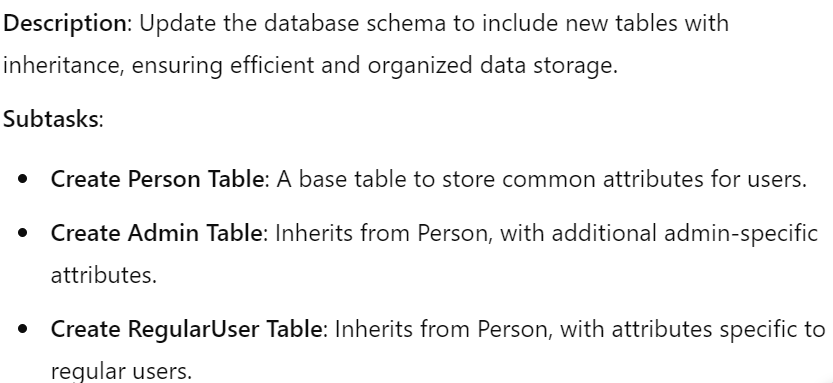 Description: Update the database schema to include new tables with
inheritance, ensuring efficient and organized data storage.
Subtasks:
• Create Person Table: A base table to store common attributes for users.
• Create Admin Table: Inherits from Person, with additional admin-specific
attributes.
• Create RegularUser Table: Inherits from Person, with attributes specific to
regular users.